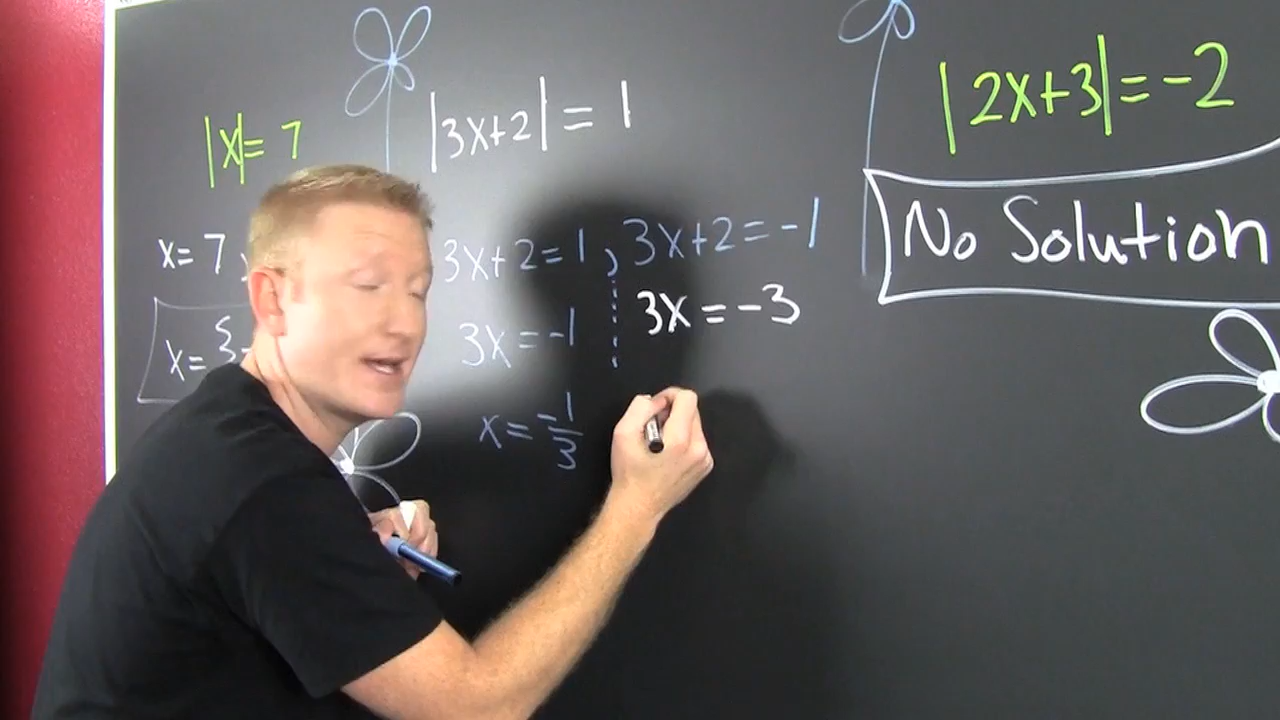 |x|= 7
x= 7,
x=
|3x+2| = 1
3x+2=1, 3x+2=-1
3x=-1
3x=-3
x= -1/3
|2x+3|=-2
No Solution